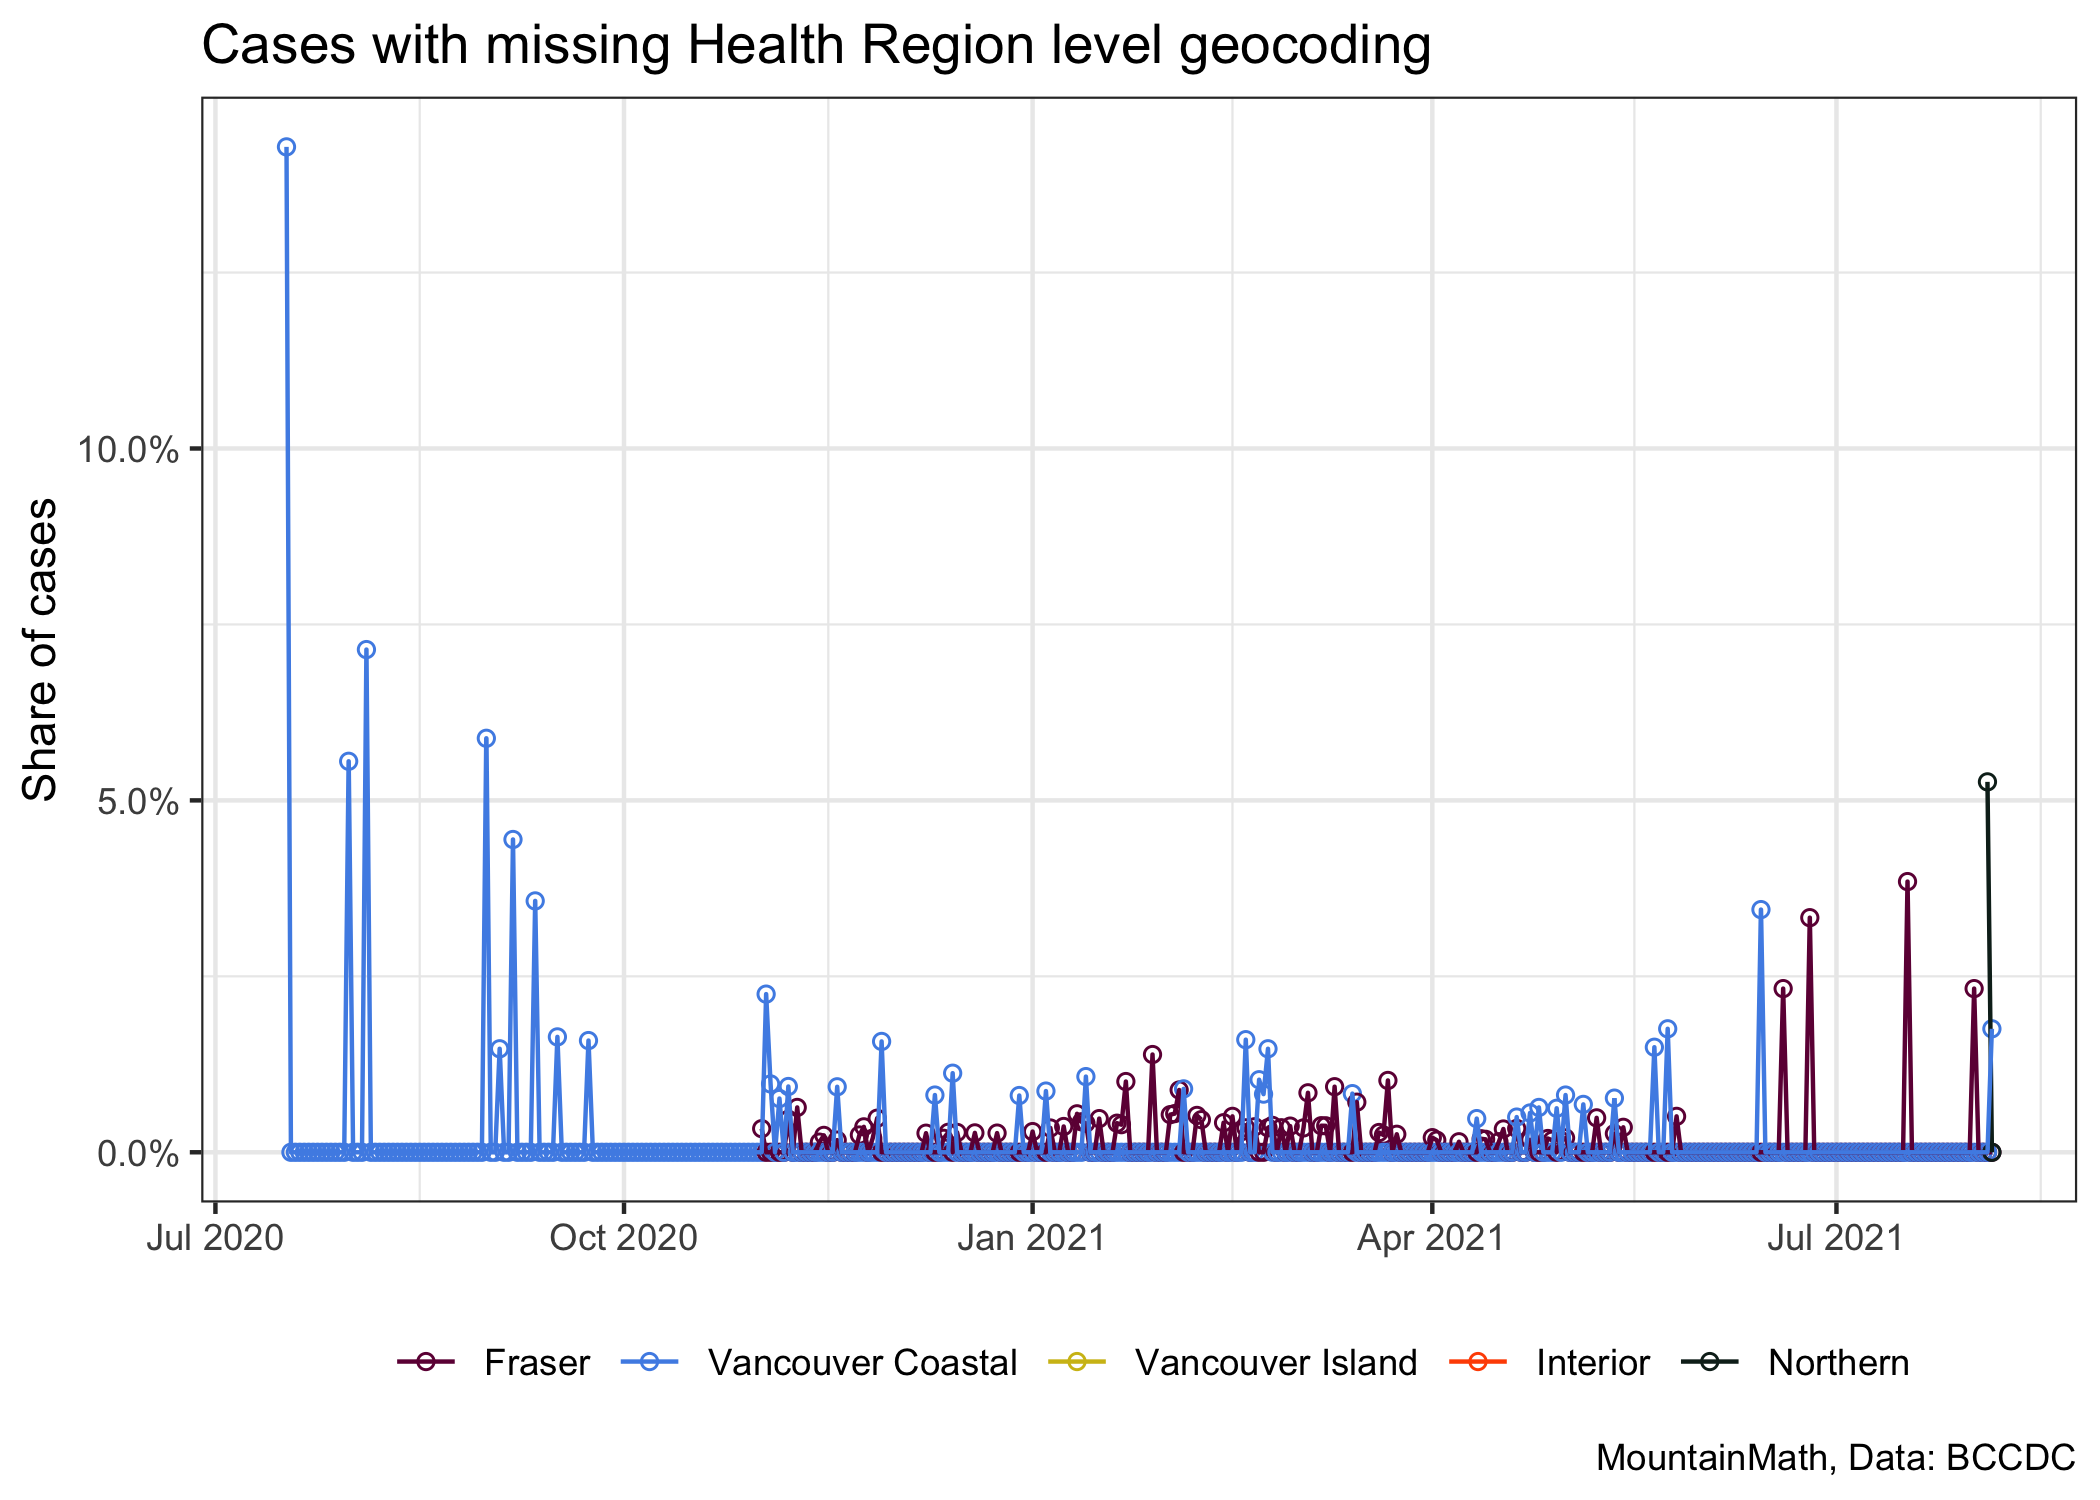 Cases with missing Health Region level geocoding
Share of cases
10.0%
5.0%
0.0%
Jul 2020 Oct 2020 Jan 2021 Apr 2021 Jul 2021
Fraser Vancouver Coastal Vancouver Island Interior Northern
MountainMath, Data: BCCDC